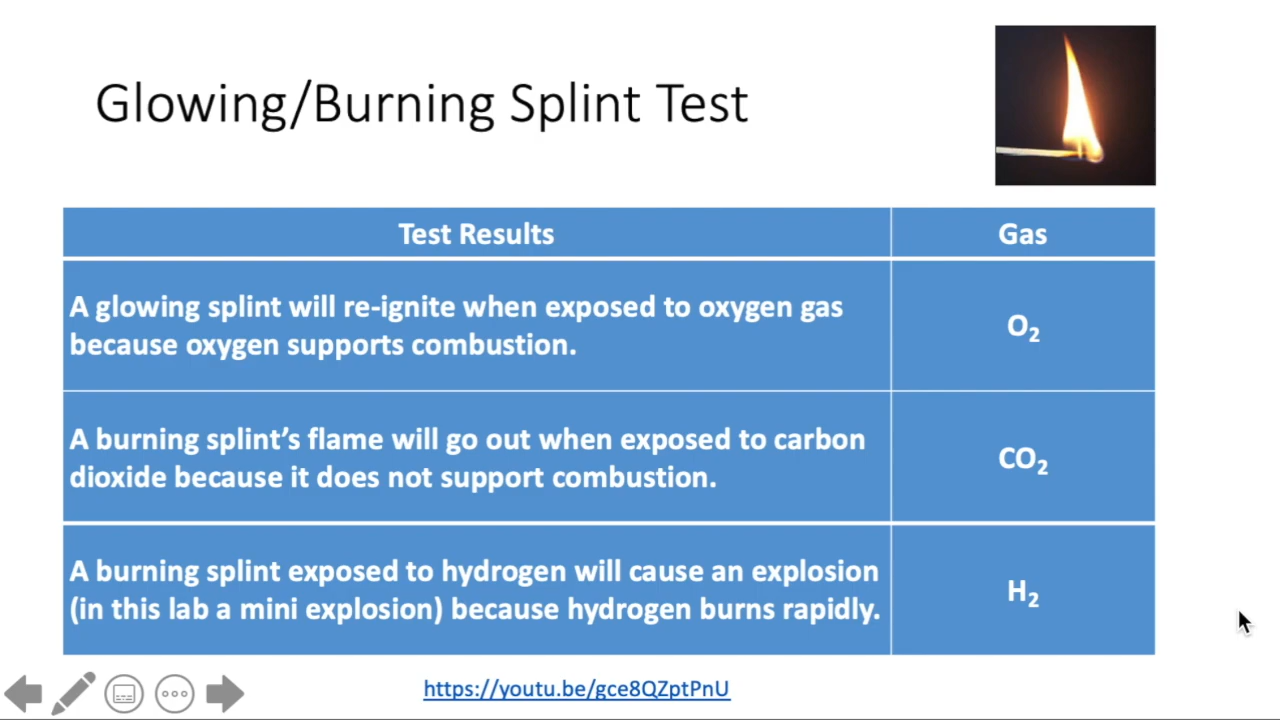 Glowing/Burning Splint Test
Test Results
Gas
A glowing splint will re-ignite when exposed to oxygen gas
because oxygen supports combustion.
O₂
A burning splint’s flame will go out when exposed to carbon
dioxide because it does not support combustion.
CO₂
A burning splint exposed to hydrogen will cause an explosion
(in this lab a mini explosion) because hydrogen burns rapidly.
H₂
https://youtu.be/gce8QZptPnU